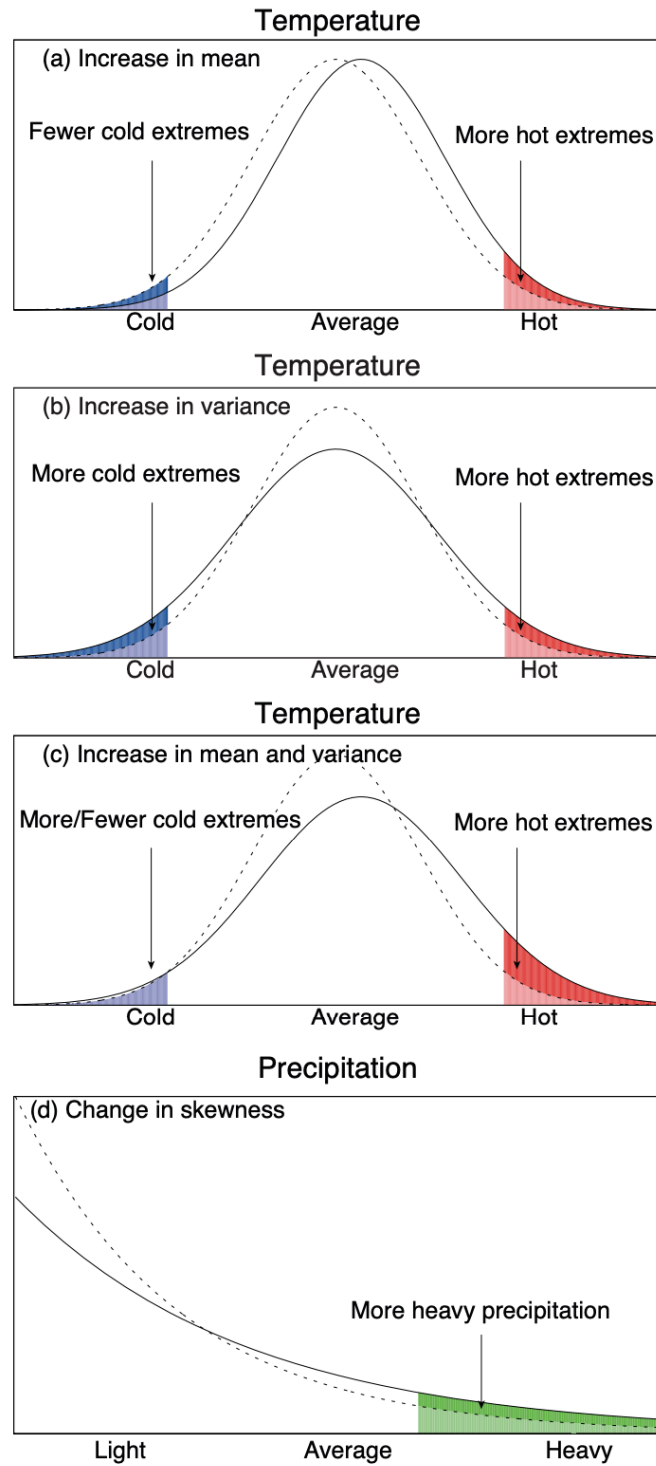 Temperature
(a) Increase in mean
Fewer cold extremes
More hot extremes
Cold Average Hot
Temperature
(b) Increase in variance
More cold extremes
More hot extremes
Cold Average Hot
Temperature
(c) Increase in mean and variance
More/Fewer cold extremes
More hot extremes
Cold Average Hot
Precipitation
(d) Change in skewness
More heavy precipitation
Light Average Heavy